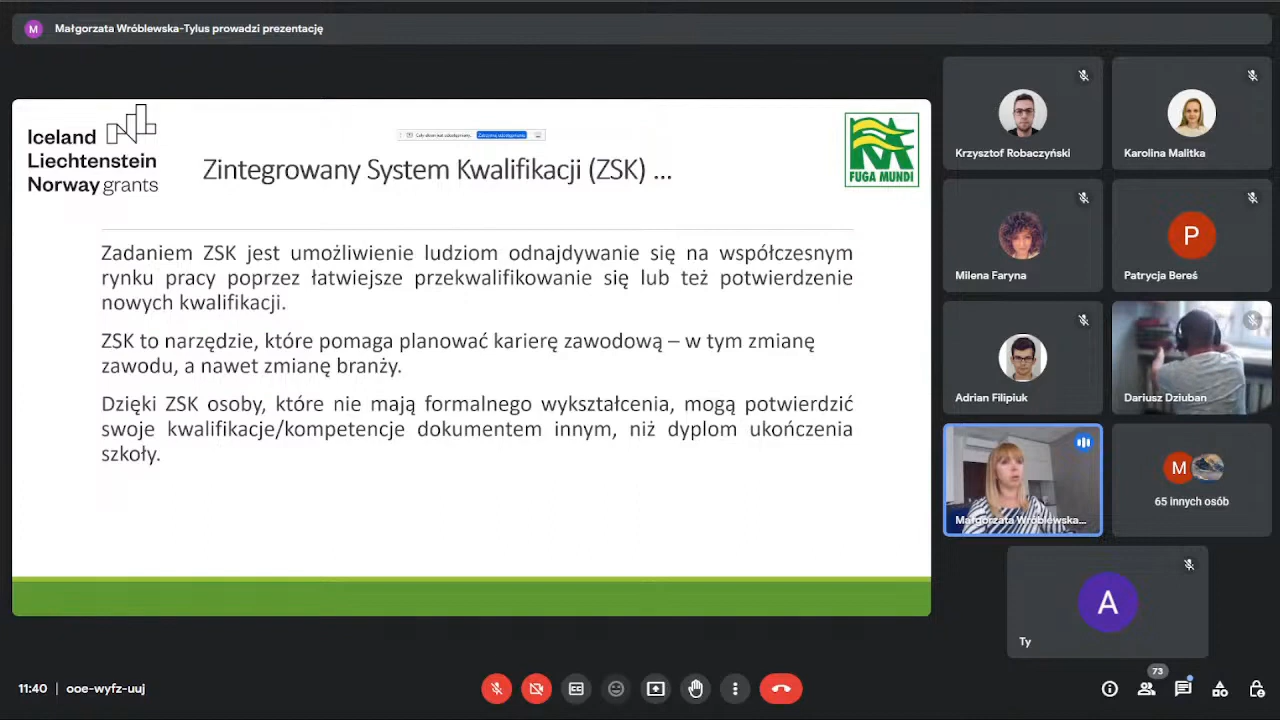 M Małgorzata Wróblewska-Tylus prowadzi prezentację
Iceland
Liechtenstein
Norway grants
Zintegrowany System Kwalifikacji (ZSK) ...
FUGA MUNDI
Zadaniem ZSK jest umożliwienie ludziom odnajdywanie się na współczesnym
rynku pracy poprzez łatwiejsze przekwalifikowanie się lub też potwierdzenie
nowych kwalifikacji.
ZSK to narzędzie, które pomaga planować karierę zawodową – w tym zmianę
zawodu, a nawet zmianę branży.
Dzięki ZSK osoby, które nie mają formalnego wykształcenia, mogą potwierdzić
swoje kwalifikacje/kompetencje dokumentem innym, niż dyplom ukończenia
szkoły.
Krzysztof Robaczyński
Karolina Malitka
Milena Faryna
P
Patrycja Bereś
Adrian Filipiuk
Dariusz Dziuban
Małgorzata Wróblewska...
M
65 innych osób
A
Ty
11:40 | ooe-wyfz-uuj
73